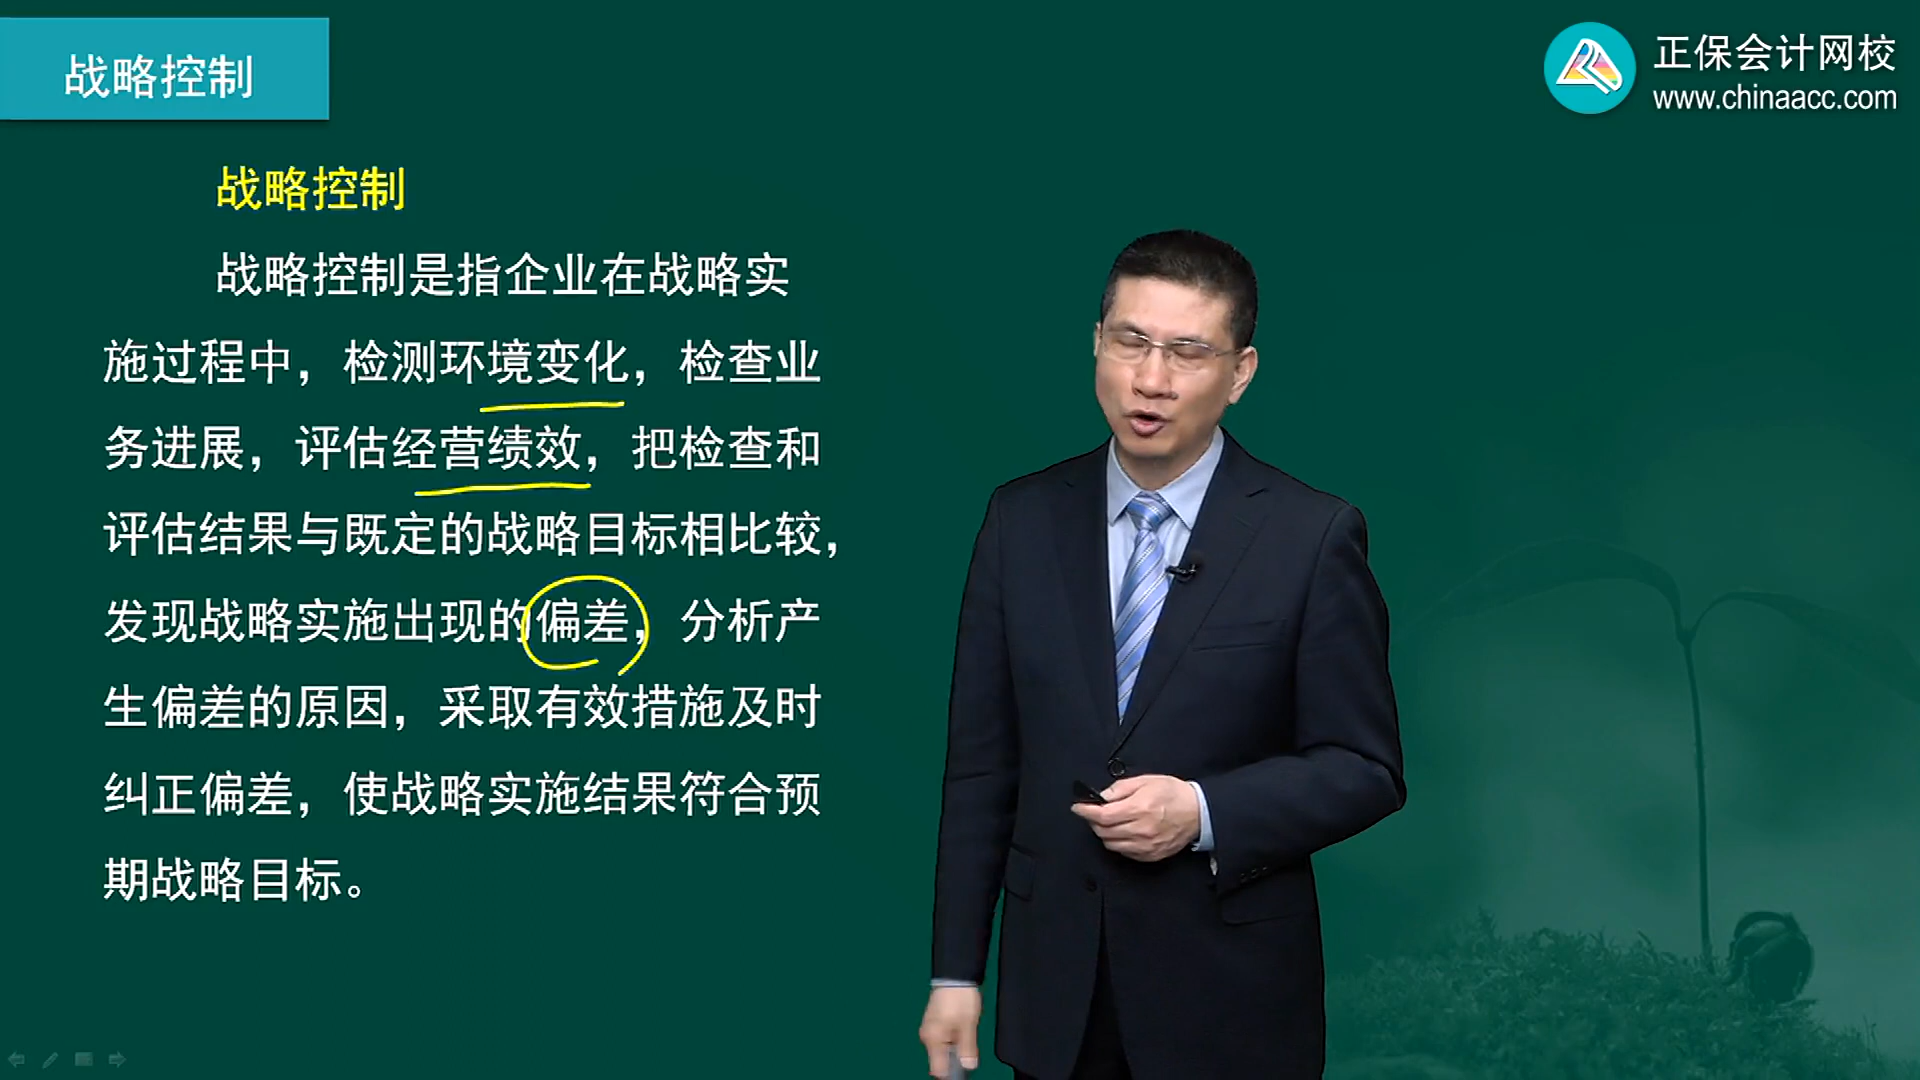 战略控制
正保会计网校
www.chinaacc.com
战略控制
战略控制是指企业在战略实
施过程中，检测环境变化，检查业
务进展，评估经营绩效，把检查和
评估结果与既定的战略目标相比较，
发现战略实施出现的偏差，分析产
生偏差的原因，采取有效措施及时
纠正偏差，使战略实施结果符合预
期战略目标。